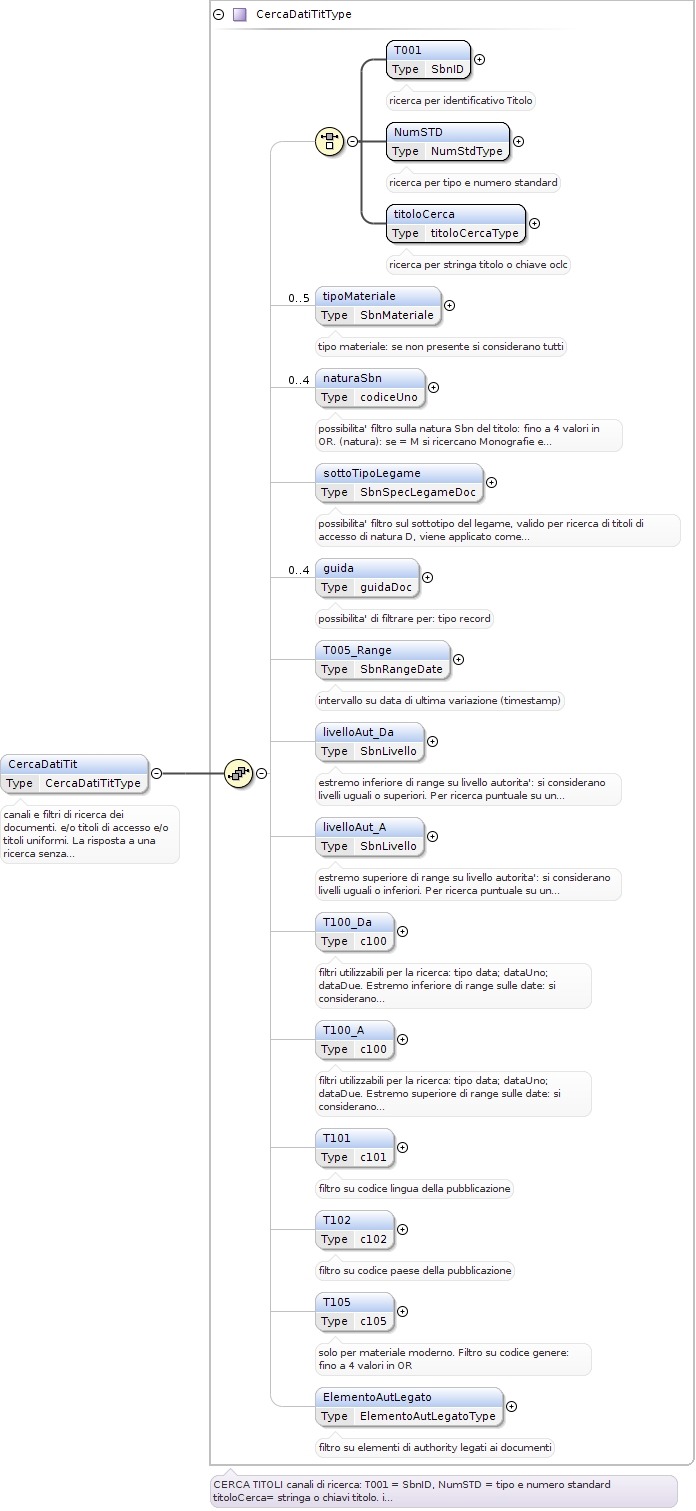 CercaDatiTitType
T001
Type SbnID
ricerca per identificativo Titolo
NumSTD
Type NumStdType
ricerca per tipo e numero standard
titoloCerca
Type titoloCercaType
ricerca per stringa titolo o chiave oclc
0..5
tipoMateriale
Type SbnMateriale
tipo materiale: se non presente si considerano tutti
0..4
naturaSbn
Type codiceUno
possibilita' filtro sulla natura Sbn del titolo: fino a 4 valori in
OR. (natura): se = M si ricercano Monografie e...
sottoTipoLegame
Type SbnSpecLegameDoc
possibilita' filtro sul sottotipo del legame, valido per ricerca di titoli di
accesso di natura D, viene applicato come...
0..4
guida
Type guidaDoc
possibilita' di filtrare per: tipo record
T005_Range
Type SbnRangeDate
intervallo su data di ultima variazione (timestamp)
livelloAut_Da
Type SbnLivello
estremo inferiore di range su livello autorita': si considerano
livelli uguali o superiori. Per ricerca puntuale su un...
CercaDatiTit
Type CercaDatiTitType
canali e filtri di ricerca dei
documenti. e/o titoli di accesso e/o
titoli uniformi. La risposta a una
ricerca senza...
livelloAut_A
Type SbnLivello
estremo superiore di range su livello autorita': si considerano
livelli uguali o inferiori. Per ricerca puntuale su un...
T100_Da
Type c100
filtri utilizzabili per la ricerca: tipo data; dataUno;
dataDue. Estremo inferiore di range sulle date: si
considerano...
T100_A
Type c100
filtri utilizzabili per la ricerca: tipo data; dataUno;
dataDue. Estremo superiore di range sulle date: si
considerano...
T101
Type c101
filtro su codice lingua della pubblicazione
T102
Type c102
filtro su codice paese della pubblicazione
T105
Type c105
solo per materiale moderno. Filtro su codice genere:
fino a 4 valori in OR
ElementoAutLegato
Type ElementoAutLegatoType
filtro su elementi di authority legati ai documenti
CERCA TITOLI canali di ricerca: T001 = SbnID, NumSTD = tipo e numero standard
titoloCerca= stringa o chiavi titolo. i...